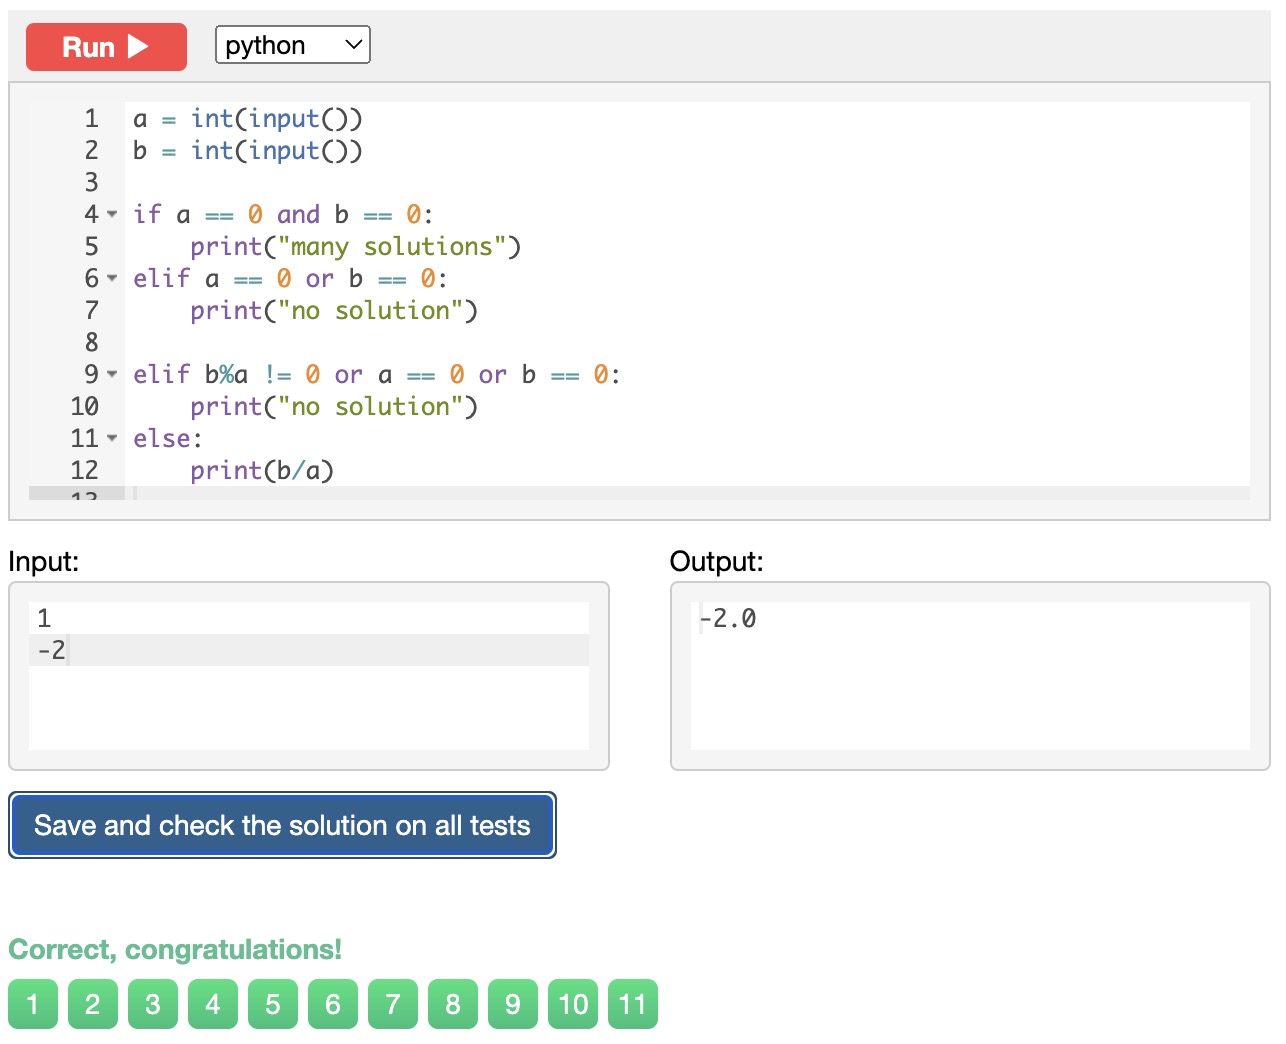 Run python
1 a = int(input())
2 b = int(input())
3
4 if a == 0 and b == 0:
5     print("many solutions")
6 elif a == 0 or b == 0:
7     print("no solution")
8
9 elif b%a != 0 or a == 0 or b == 0:
10     print("no solution")
11 else:
12     print(b/a)
13
Input:
1
-2
Output:
-2.0
Save and check the solution on all tests
Correct, congratulations!
1 2 3 4 5 6 7 8 9 10 11